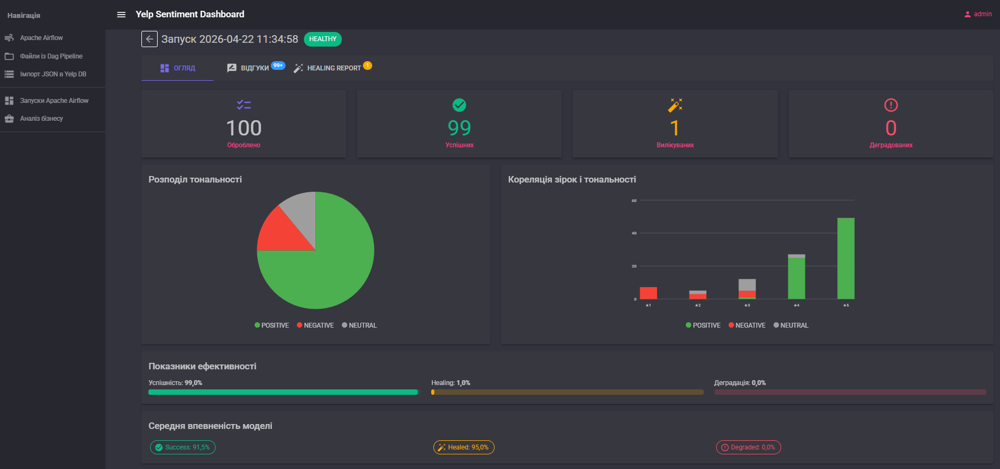 Навігація
Apache Airflow
Файли із Dag Pipeline
Імпорт JSON в Yelp DB
Запуски Apache Airflow
Аналіз бізнесу
Yelp Sentiment Dashboard
admin
Запуск 2026-04-22 11:34:58 HEALTHY
ОГЛЯД ВІДГУКИ 99+ HEALING REPORT 1
100
Оброблено
99
Успішних
1
Вилікуваних
0
Деградованих
Розподіл тональності
POSITIVE NEGATIVE NEUTRAL
Кореляція зірок і тональності
60
40
20
0
★1 ★2 ★3 ★4 ★5
POSITIVE NEGATIVE NEUTRAL
Показники ефективності
Успішність: 99,0% Healing: 1,0% Деградація: 0,0%
Середня впевненість моделі
Success: 91,5% Healed: 95,0% Degraded: 0,0%